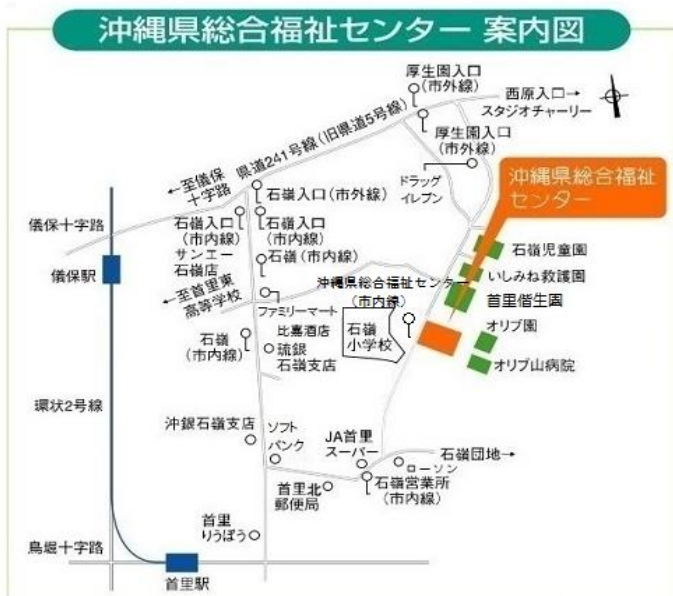 沖縄県総合福祉センター 案内図
厚生園入口
(市外線)
西原入口→
スタジオチャーリー
県道241号線(旧県道5号線)
厚生園入口
(市外線)
←至儀保
十字路
石嶺入口(市外線)
ドラッグ
イレブン
沖縄県総合福祉
センター
儀保十字路
石嶺入口
(市内線)
サンエー
石嶺店
石嶺入口
(市内線)
石嶺(市内線)
石嶺児童園
儀保駅
←至首里東
高等学校
沖縄県総合福祉センター
(市内線)
いしみね救護園
首里偕生園
ファミリーマート
石嶺
(市内線)
比嘉酒店
琉銀
石嶺支店
石嶺
小学校
オリブ園
オリブ山病院
環状2号線
沖銀石嶺支店
ソフト
バンク
JA首里
スーパー
石嶺団地→
ローソン
首里北
郵便局
石嶺営業所
(市内線)
首里
りうぼう
鳥堀十字路
首里駅